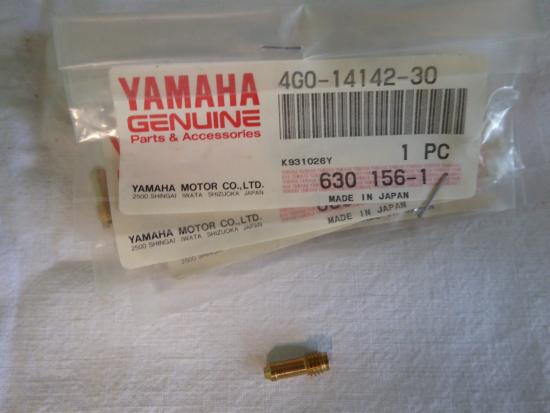 YAMAHA
GENUINE
Parts & Accessories
4G0-14142-30
K931026Y
1 PC
YAMAHA MOTOR CO., LTD.
2500 SHINGAI IWATA SHIZUOKA JAPAN
630 156-1
MADE IN JAPAN
YAMAHA MOTOR CO., LTD.
2500 SHINGAI IWATA SHIZUOKA JAPAN
MADE IN JAPAN